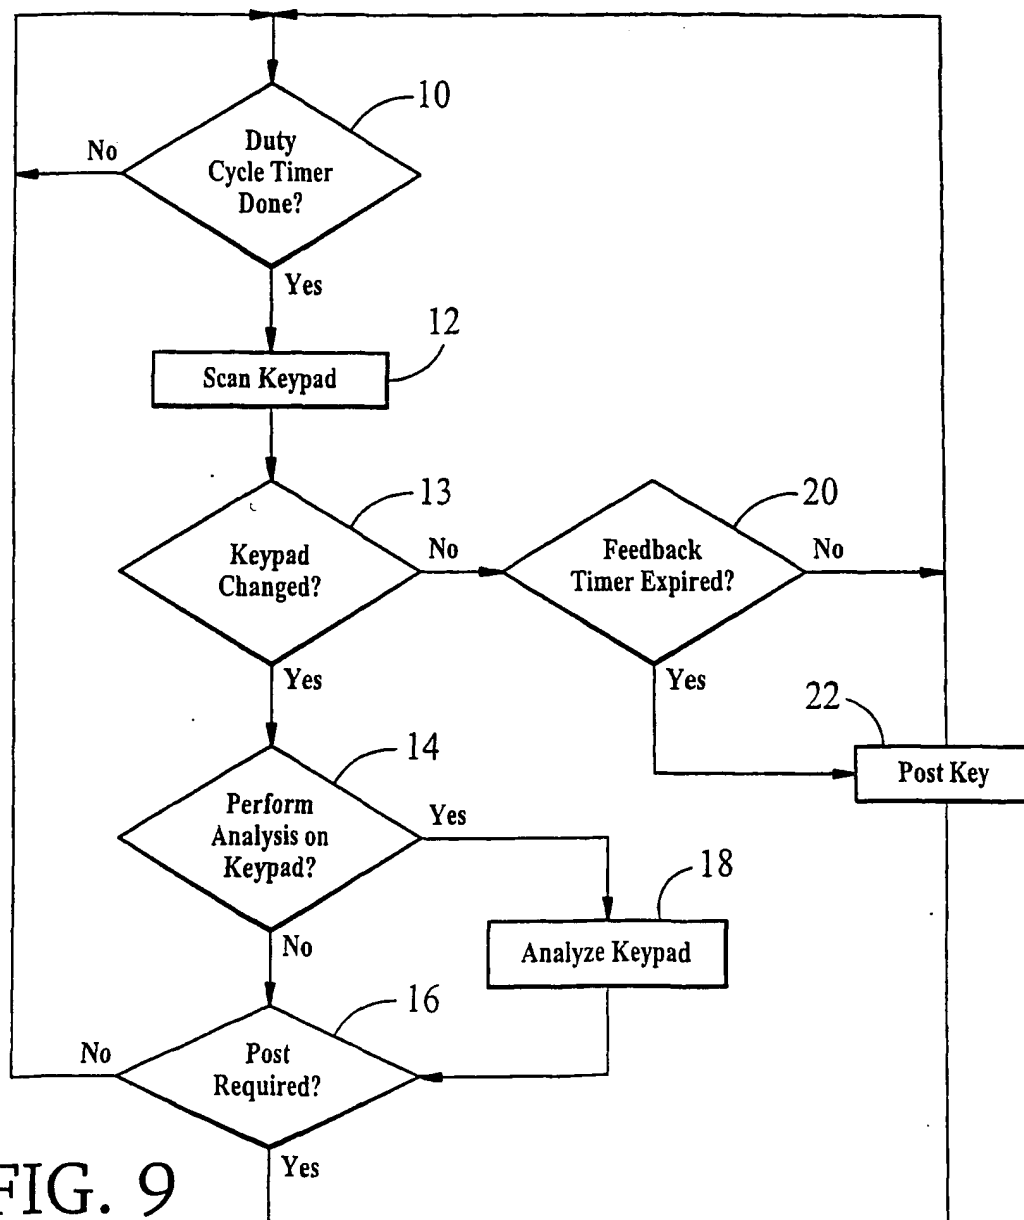 10
Duty
Cycle Timer
Done?
No
Yes
12
Scan Keypad
13
Keypad
Changed?
No
Yes
20
Feedback
Timer Expired?
No
Yes
22
Post Key
14
Perform
Analysis on
Keypad?
Yes
No
18
Analyze Keypad
16
Post
Required?
No
Yes
FIG. 9